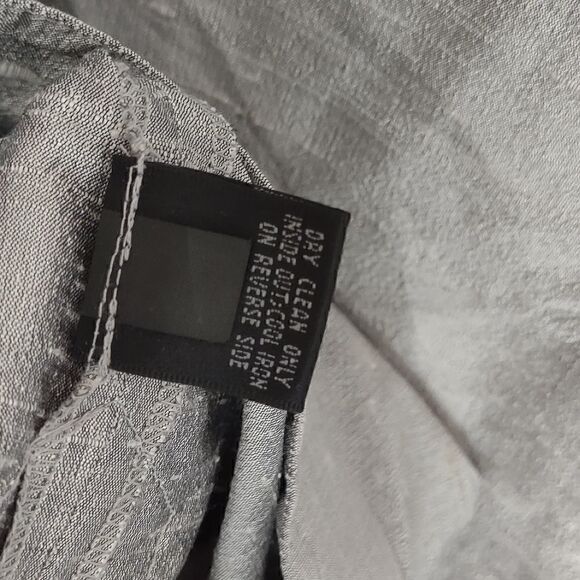 DRY CLEAN ONLY
INSIDE OUT:COOL IRON
ON REVERSE SIDE